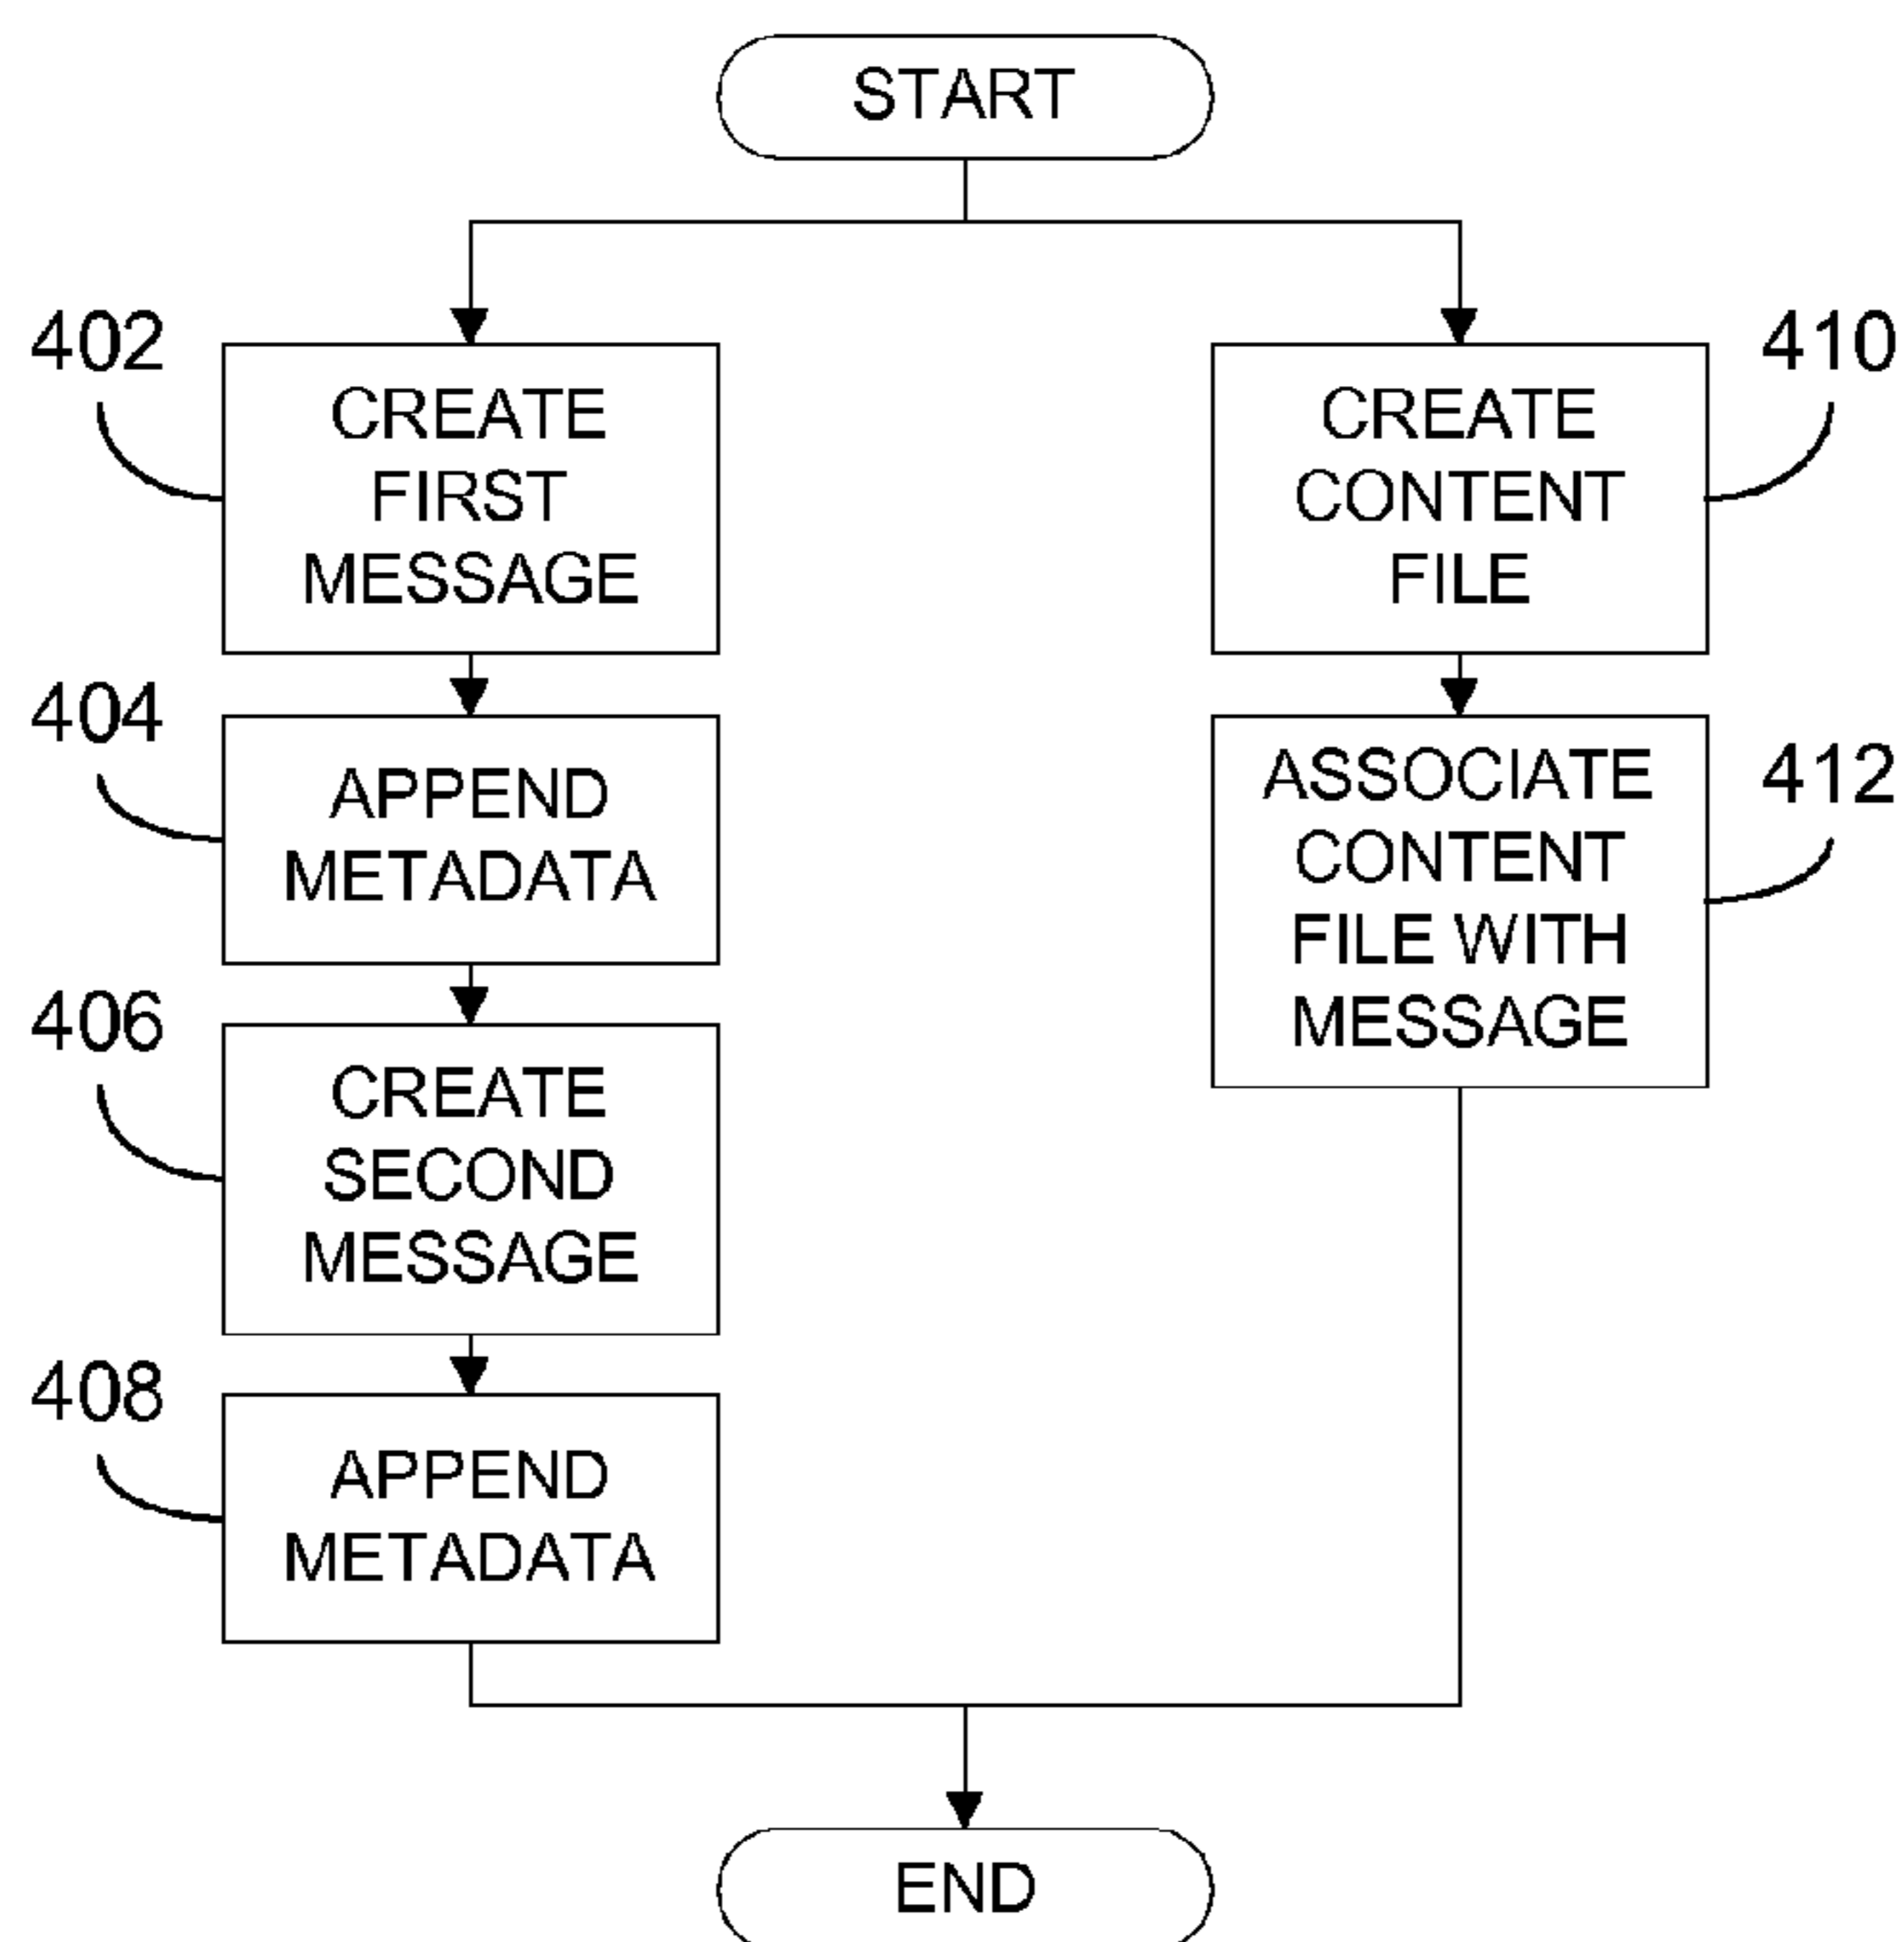 START
402
CREATE
FIRST
MESSAGE
404
APPEND
METADATA
406
CREATE
SECOND
MESSAGE
408
APPEND
METADATA
410
CREATE
CONTENT
FILE
412
ASSOCIATE
CONTENT
FILE WITH
MESSAGE
END